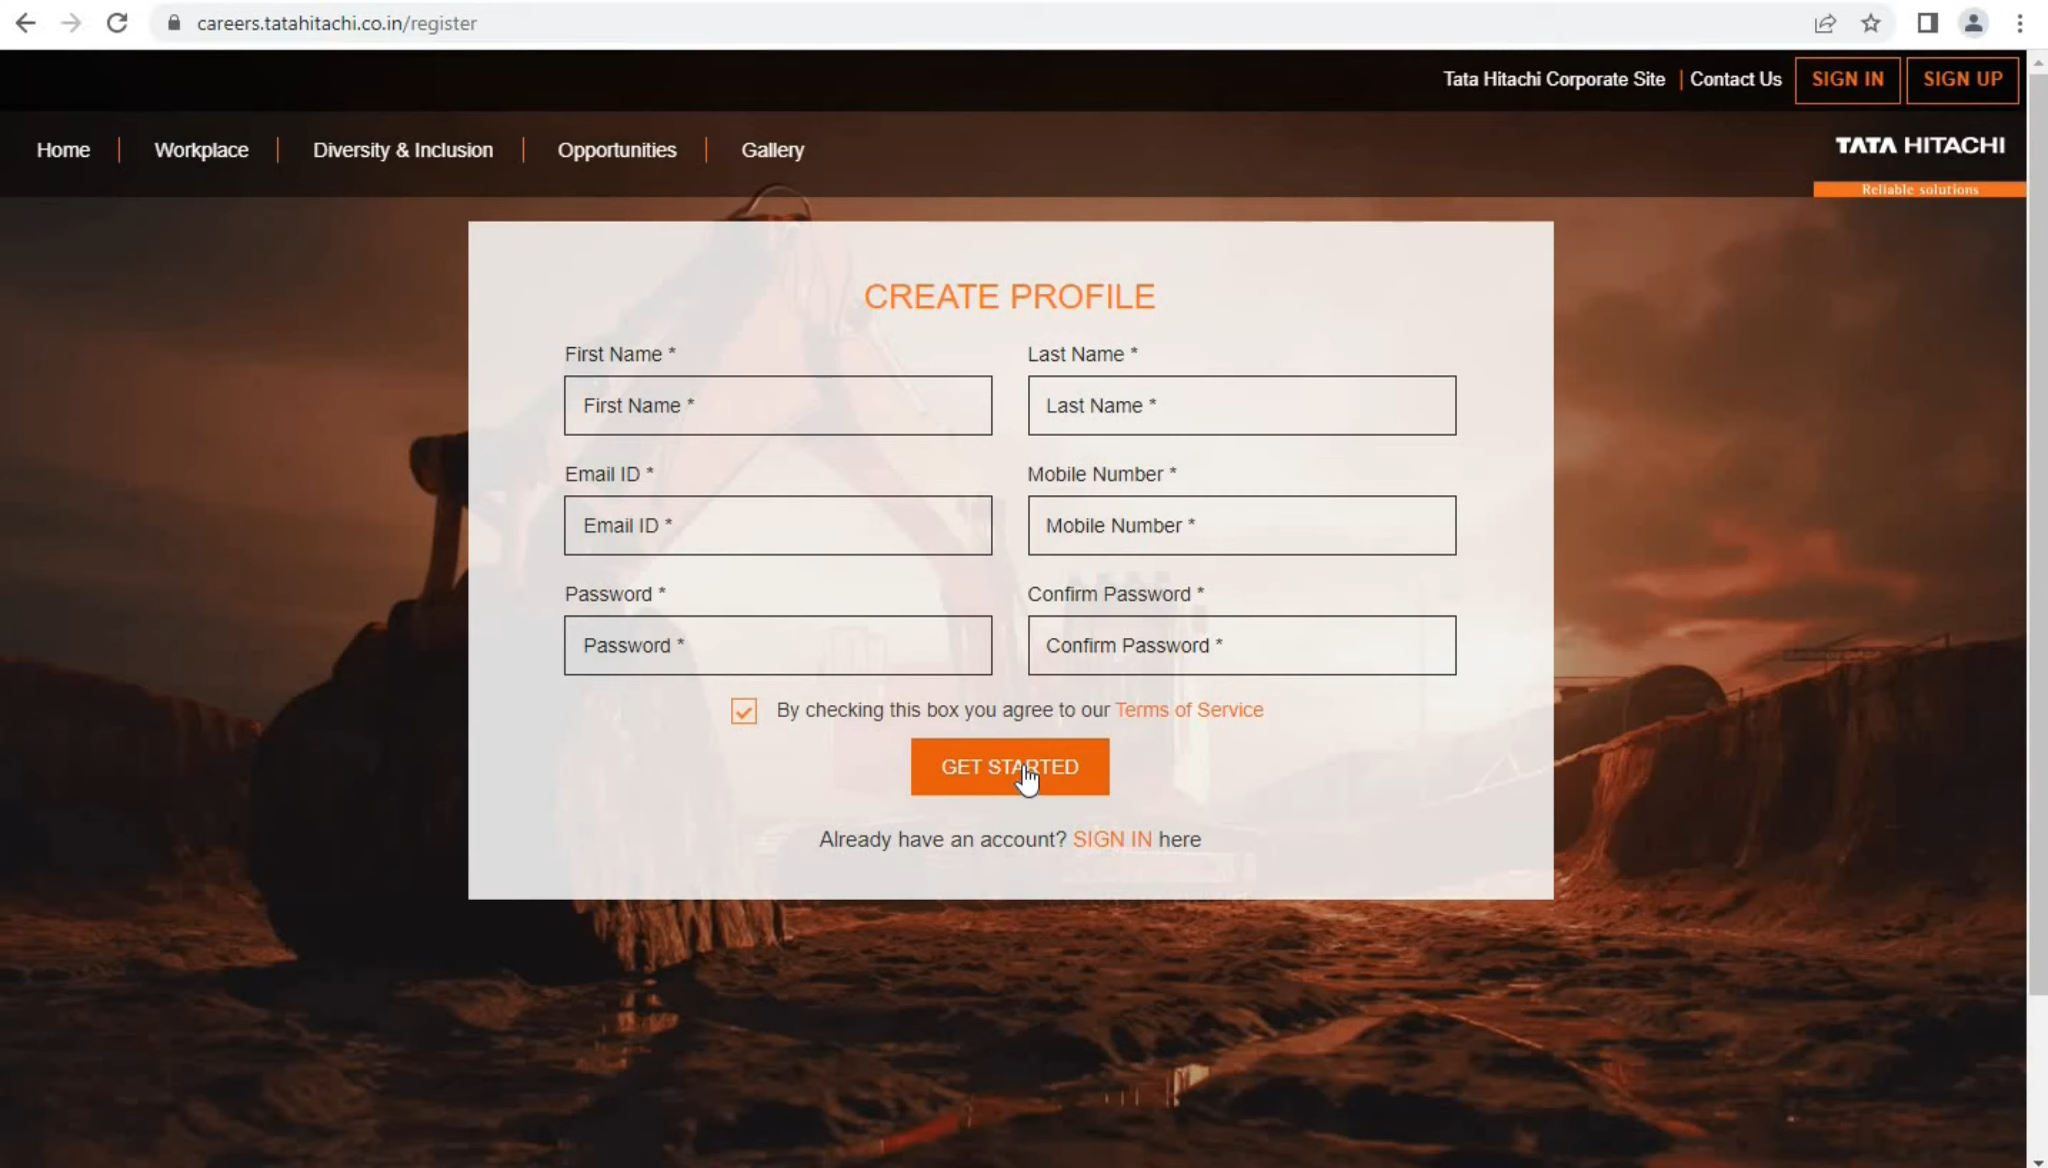 careers.tatahitachi.co.in/register
Tata Hitachi Corporate Site | Contact Us SIGN IN SIGN UP
Home | Workplace | Diversity & Inclusion | Opportunities | Gallery
TATA HITACHI
Reliable solutions
CREATE PROFILE
First Name * Last Name *
First Name * Last Name *
Email ID * Mobile Number *
Email ID * Mobile Number *
Password * Confirm Password *
Password * Confirm Password *
By checking this box you agree to our Terms of Service
GET STARTED
Already have an account? SIGN IN here